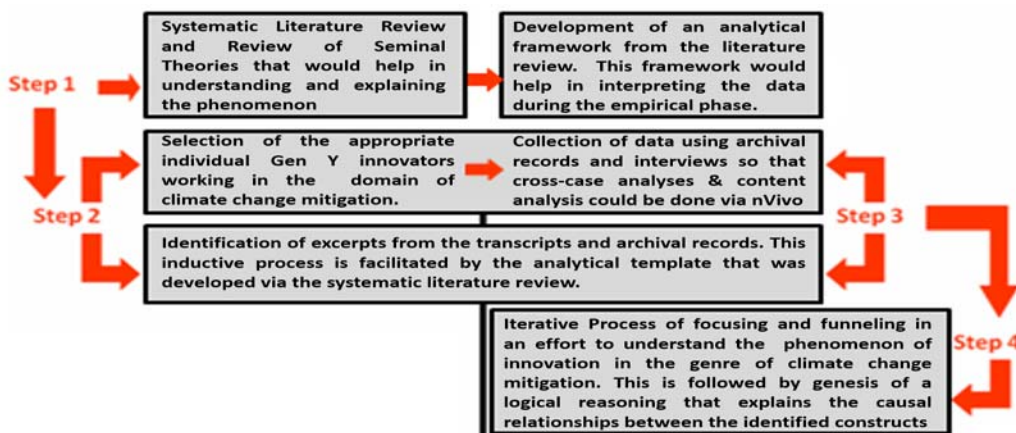 Systematic Literature Review
and Review of Seminal
Theories that would help in
understanding and explaining
the phenomenon
Development of an analytical
framework from the literature
review. This framework would
help in interpreting the data
during the empirical phase.
Step 1
Selection of the appropriate
individual Gen Y innovators
working in the domain of
climate change mitigation.
Collection of data using archival
records and interviews so that
cross-case analyses & content
analysis could be done via nVivo
Step 2
Step 3
Identification of excerpts from the transcripts and archival records. This
inductive process is facilitated by the analytical template that was
developed via the systematic literature review.
Iterative Process of focusing and funneling in
an effort to understand the phenomenon of
innovation in the genre of climate change
mitigation. This is followed by genesis of a
logical reasoning that explains the causal
relationships between the identified constructs
Step 4